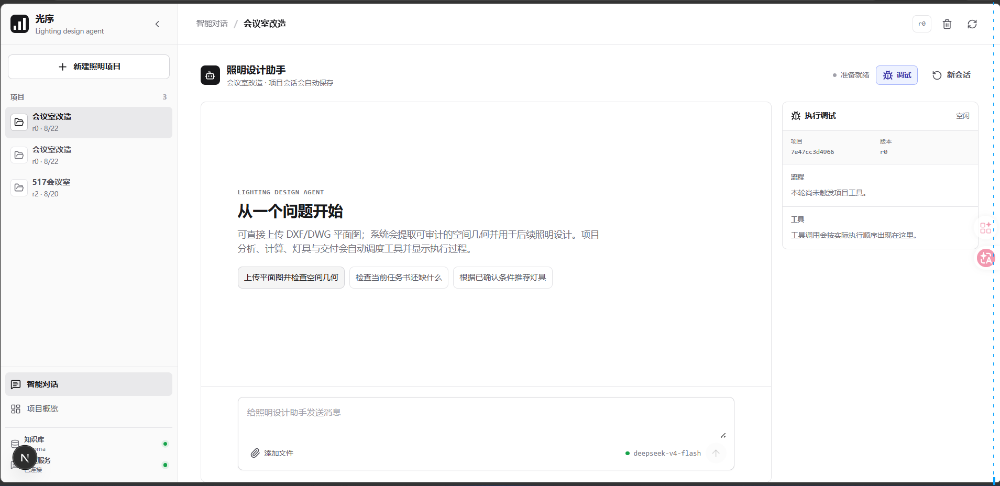 光序
Lighting design agent
新建照明项目
项目
3
会议室改造
r0 · 8/22
会议室改造
r0 · 8/22
517会议室
r2 · 8/20
智能对话
项目概览
知识库
oma
服务
已连接
N
智能对话 / 会议室改造
r0
照明设计助手
会议室改造 · 项目会话会自动保存
准备就绪
调试
新会话
LIGHTING DESIGN AGENT
从一个问题开始
可直接上传 DXF/DWG 平面图；系统会提取可审计的空间几何并用于后续照明设计。项目
分析、计算、灯具与交付会自动调度工具并显示执行过程。
上传平面图并检查空间几何
检查当前任务书还缺什么
根据已确认条件推荐灯具
给照明设计助手发送消息
添加文件
deepseek-v4-flash
执行调试
空闲
项目
版本
7e47cc3d4966
r0
流程
本轮尚未触发项目工具。
工具
工具调用会按实际执行顺序出现在这里。